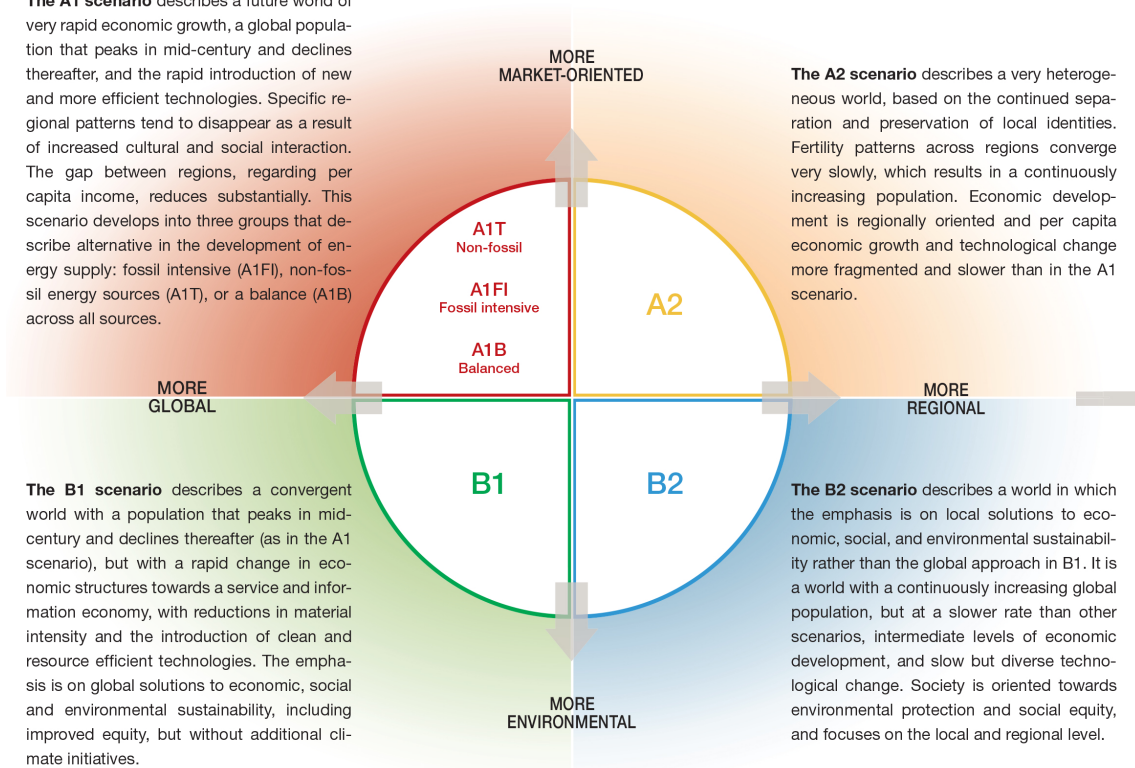 The A1 scenario describes a future world of
very rapid economic growth, a global popula-
tion that peaks in mid-century and declines
thereafter, and the rapid introduction of new
and more efficient technologies. Specific re-
gional patterns tend to disappear as a result
of increased cultural and social interaction.
The gap between regions, regarding per
capita income, reduces substantially. This
scenario develops into three groups that de-
scribe alternative in the development of en-
ergy supply: fossil intensive (A1FI), non-fos-
sil energy sources (A1T), or a balance (A1B)
across all sources.
MORE
MARKET-ORIENTED
The A2 scenario describes a very heteroge-
neous world, based on the continued sepa-
ration and preservation of local identities.
Fertility patterns across regions converge
very slowly, which results in a continuously
increasing population. Economic develop-
ment is regionally oriented and per capita
economic growth and technological change
more fragmented and slower than in the A1
scenario.
A1T
Non-fossil
A1FI
Fossil intensive
A1B
Balanced
A2
MORE
GLOBAL
MORE
REGIONAL
B1
B2
The B1 scenario describes a convergent
world with a population that peaks in mid-
century and declines thereafter (as in the A1
scenario), but with a rapid change in eco-
nomic structures towards a service and infor-
mation economy, with reductions in material
intensity and the introduction of clean and
resource efficient technologies. The empha-
sis is on global solutions to economic, social
and environmental sustainability, including
improved equity, but without additional cli-
mate initiatives.
The B2 scenario describes a world in which
the emphasis is on local solutions to eco-
nomic, social, and environmental sustainabil-
ity rather than the global approach in B1. It is
a world with a continuously increasing global
population, but at a slower rate than other
scenarios, intermediate levels of economic
development, and slow but diverse techno-
logical change. Society is oriented towards
environmental protection and social equity,
and focuses on the local and regional level.
MORE
ENVIRONMENTAL